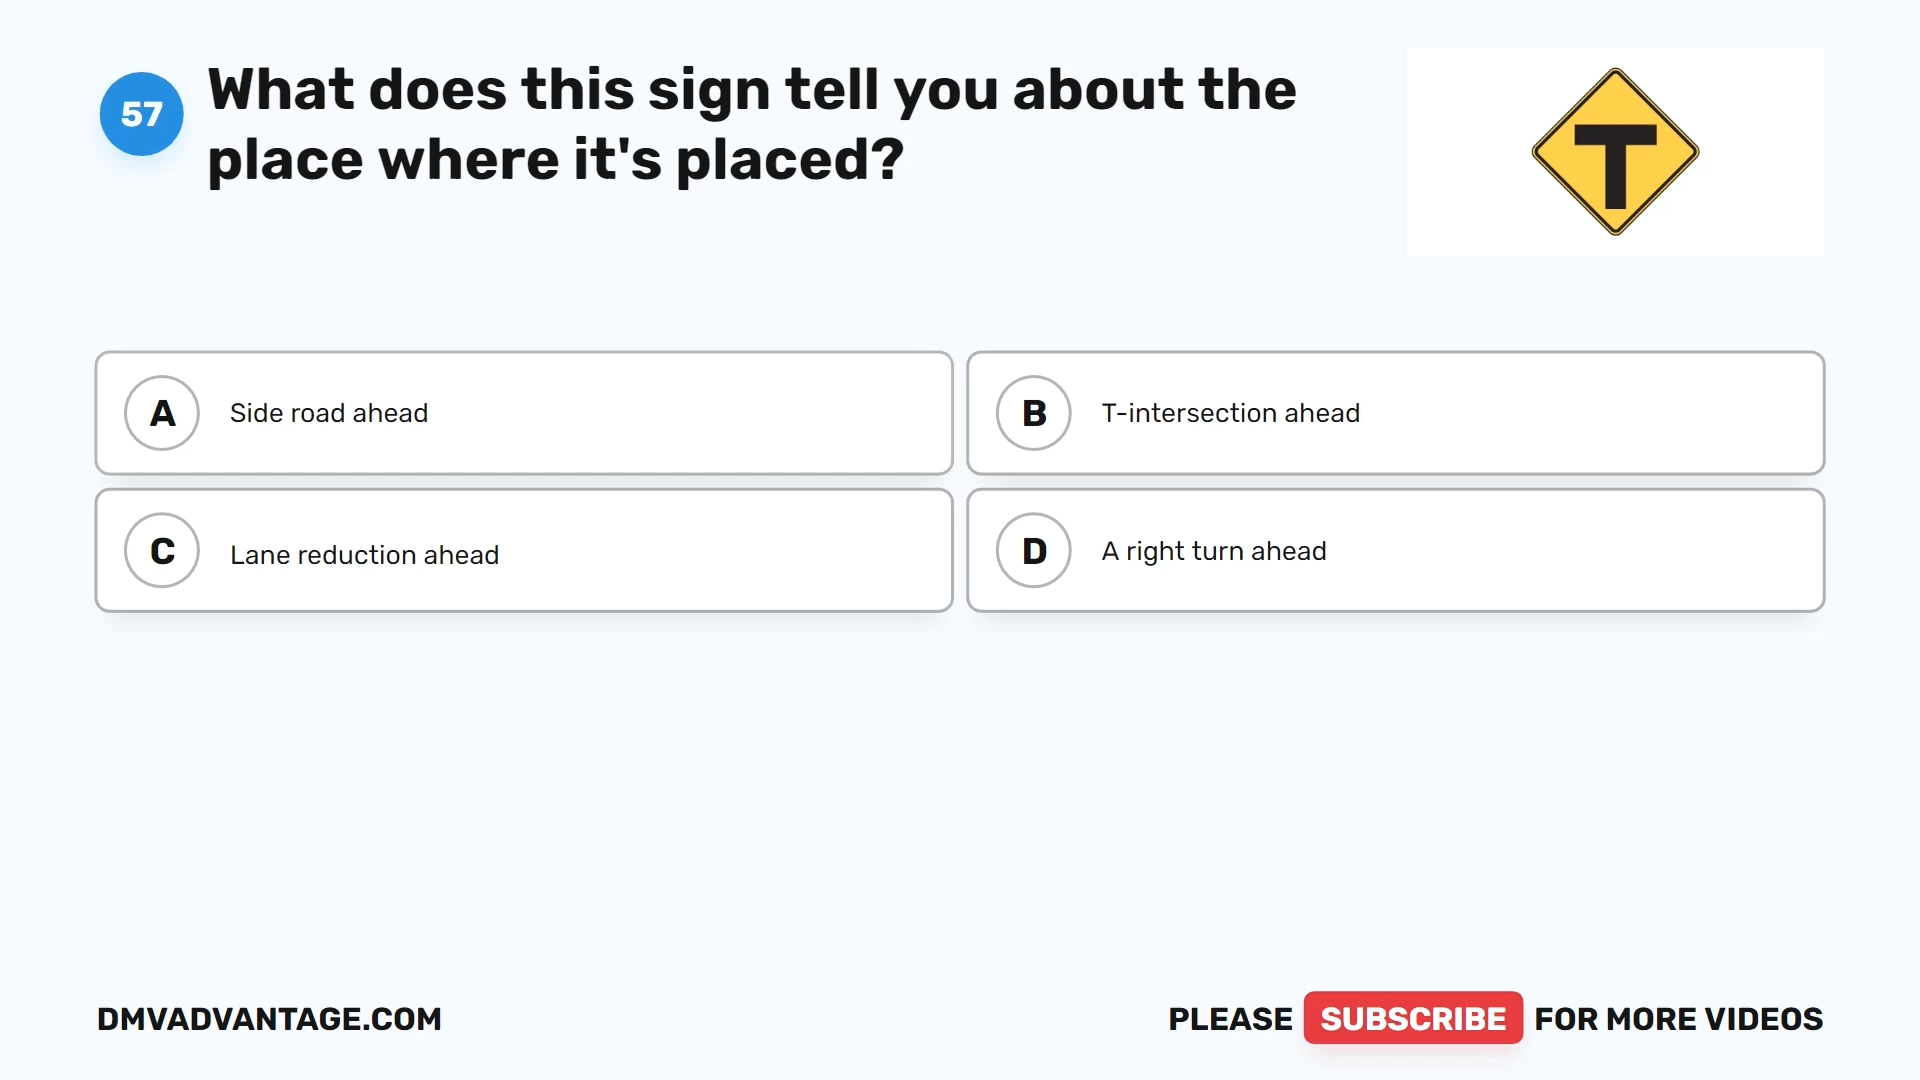 57
What does this sign tell you about the
place where it's placed?
T
A
Side road ahead
B
T-intersection ahead
C
Lane reduction ahead
D
A right turn ahead
DMVADVANTAGE.COM
PLEASE SUBSCRIBE FOR MORE VIDEOS